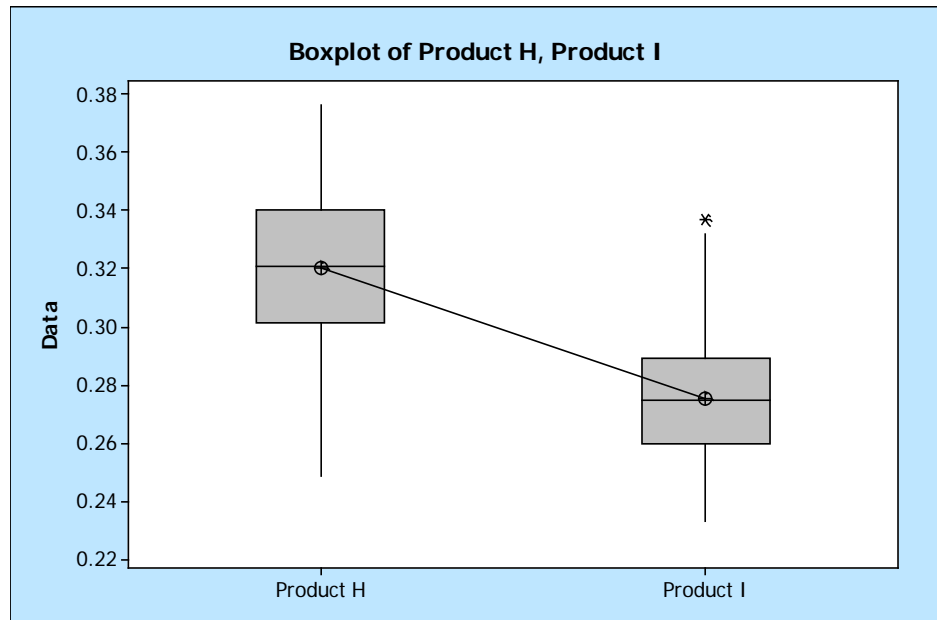 Boxplot of Product H, Product I
Data
0.38
0.36
0.34
0.32
0.30
0.28
0.26
0.24
0.22
Product H
Product I